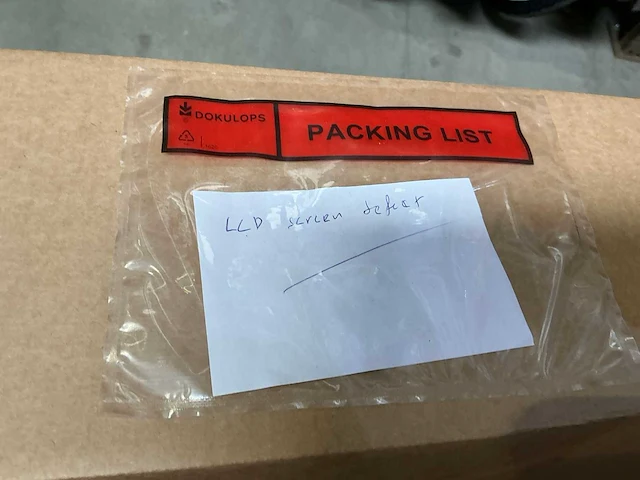 DOKULOPS
PACKING LIST
LCD screen defect